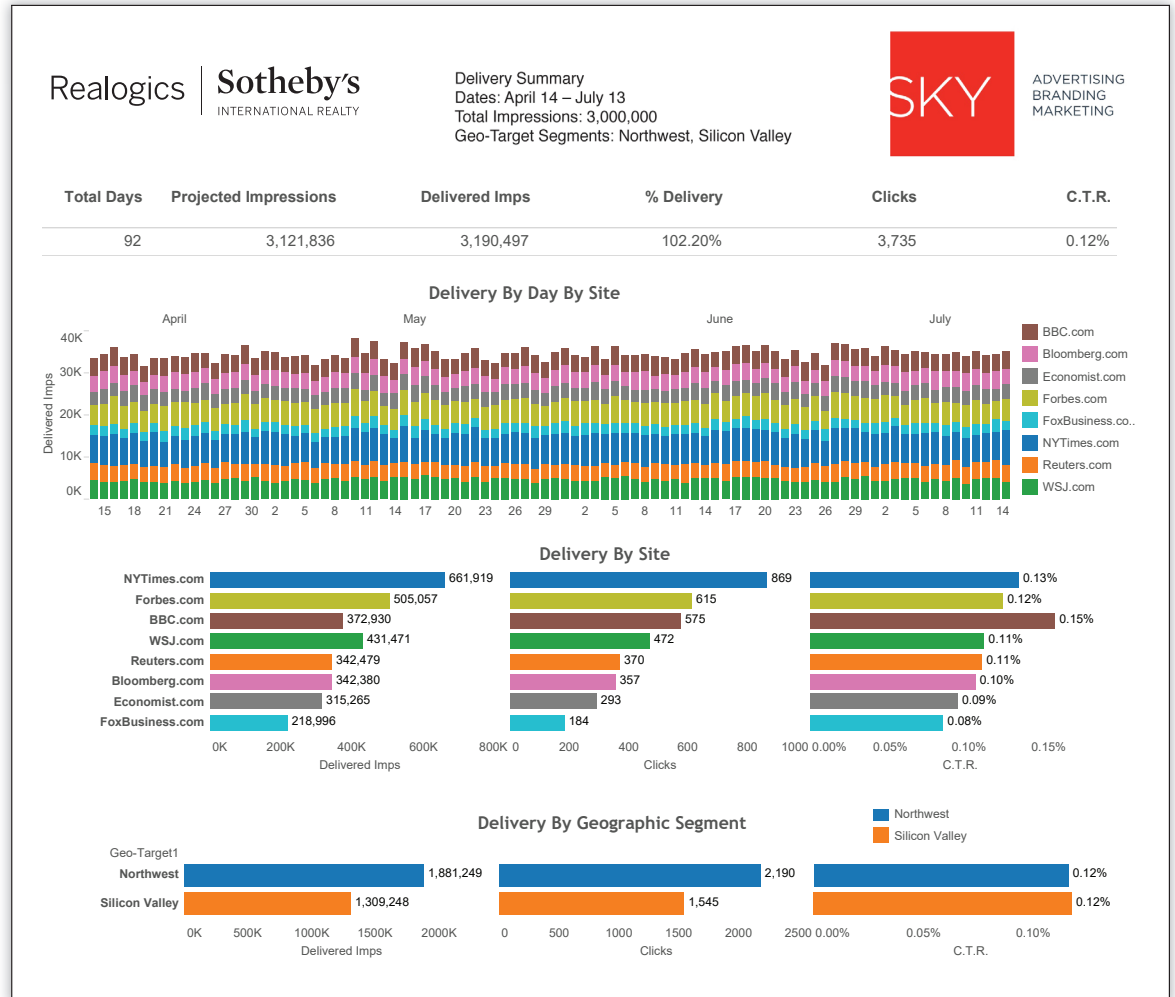 Realogics
Sotheby's
INTERNATIONAL REALTY
Delivery Summary
Dates: April 14 – July 13
Total Impressions: 3,000,000
Geo-Target Segments: Northwest, Silicon Valley
SKY
ADVERTISING
BRANDING
MARKETING
Total Days Projected Impressions Delivered Imps % Delivery Clicks C.T.R.
92 3,121,836 3,190,497 102.20% 3,735 0.12%
Delivery By Day By Site
April May June July
40K
30K
20K
10K
0K
Delivered Imps
15 18 21 24 27 30 2 5 8 11 14 17 20 23 26 29 2 5 8 11 14 17 20 23 26 29 2 5 8 11 14
BBC.com
Bloomberg.com
Economist.com
Forbes.com
FoxBusiness.co..
NYTimes.com
Reuters.com
WSJ.com
Delivery By Site
NYTimes.com 661,919 869 0.13%
Forbes.com 505,057 615 0.12%
BBC.com 372,930 575 0.15%
WSJ.com 431,471 472 0.11%
Reuters.com 342,479 370 0.11%
Bloomberg.com 342,380 357 0.10%
Economist.com 315,265 293 0.09%
FoxBusiness.com 218,996 184 0.08%
0K 200K 400K 600K 800K 0 200 400 600 800 1000 0.00% 0.05% 0.10% 0.15%
Delivered Imps Clicks C.T.R.
Delivery By Geographic Segment
Northwest
Silicon Valley
Geo-Target1
Northwest 1,881,249 2,190 0.12%
Silicon Valley 1,309,248 1,545 0.12%
0K 500K 1000K 1500K 2000K 0 500 1000 1500 2000 2500 0.00% 0.05% 0.10%
Delivered Imps Clicks C.T.R.